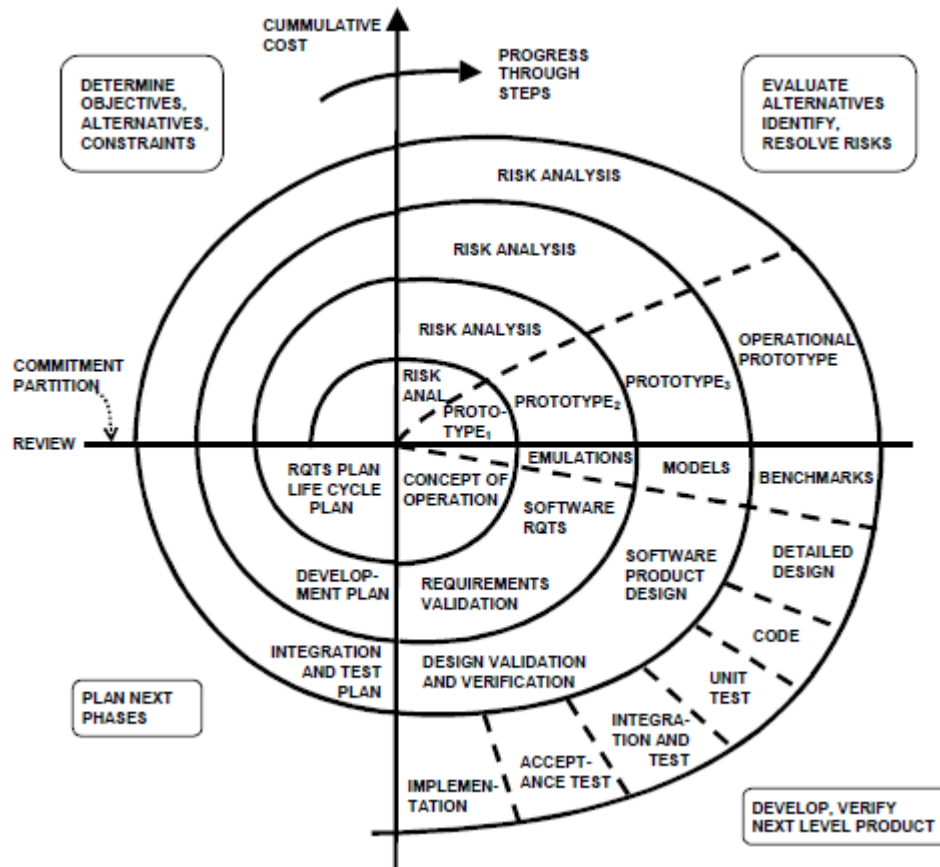 CUMMULATIVE
COST
PROGRESS
THROUGH
STEPS
DETERMINE
OBJECTIVES,
ALTERNATIVES,
CONSTRAINTS
EVALUATE
ALTERNATIVES
IDENTIFY,
RESOLVE RISKS
RISK ANALYSIS
RISK ANALYSIS
RISK ANALYSIS
RISK
ANAL.
PROTO-
TYPE1
PROTOTYPE2
PROTOTYPE3
OPERATIONAL
PROTOTYPE
COMMITMENT
PARTITION
REVIEW
RQTS PLAN
LIFE CYCLE
PLAN
CONCEPT OF
OPERATION
EMULATIONS
MODELS
BENCHMARKS
SOFTWARE
RQTS
SOFTWARE
PRODUCT
DESIGN
DETAILED
DESIGN
DEVELOP-
MENT PLAN
REQUIREMENTS
VALIDATION
CODE
INTEGRATION
AND TEST
PLAN
DESIGN VALIDATION
AND VERIFICATION
UNIT
TEST
INTEGRA-
TION AND
TEST
ACCEPT-
ANCE TEST
IMPLEMEN-
TATION
PLAN NEXT
PHASES
DEVELOP, VERIFY
NEXT LEVEL PRODUCT